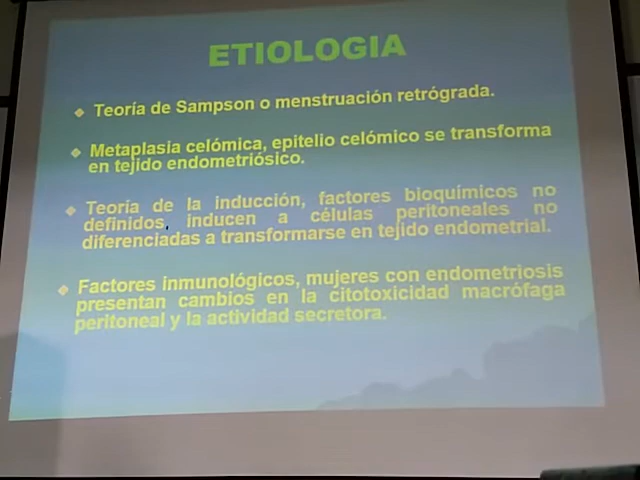 ETIOLOGIA
❖ Teoría de Sampson o menstruación retrógrada.
❖ Metaplasia celómica, epitelio celómico se transforma
en tejido endometriósico.
❖ Teoría de la inducción, factores bioquímicos no
definidos, inducen a células peritoneales no
diferenciadas a transformarse en tejido endometrial.
❖ Factores inmunológicos, mujeres con endometriosis
presentan cambios en la citotoxicidad macrófaga
peritoneal y la actividad secretora.